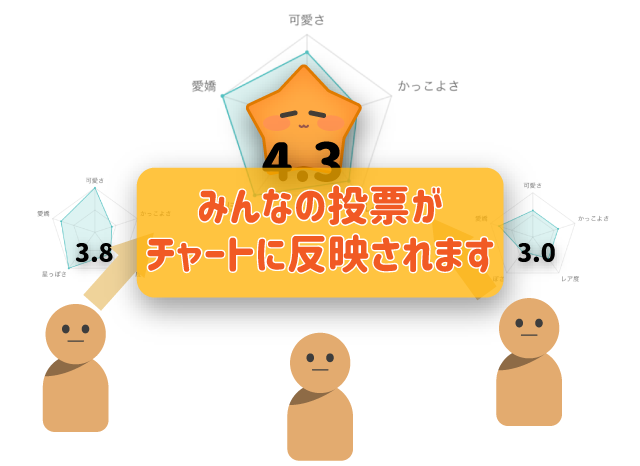 可愛さ
愛嬌
かっこよさ
4.3
みんなの投票が
チャートに反映されます
可愛さ
愛嬌
かっこよさ
3.8
星っぽさ
可愛さ
かっこよさ
3.0
レア度